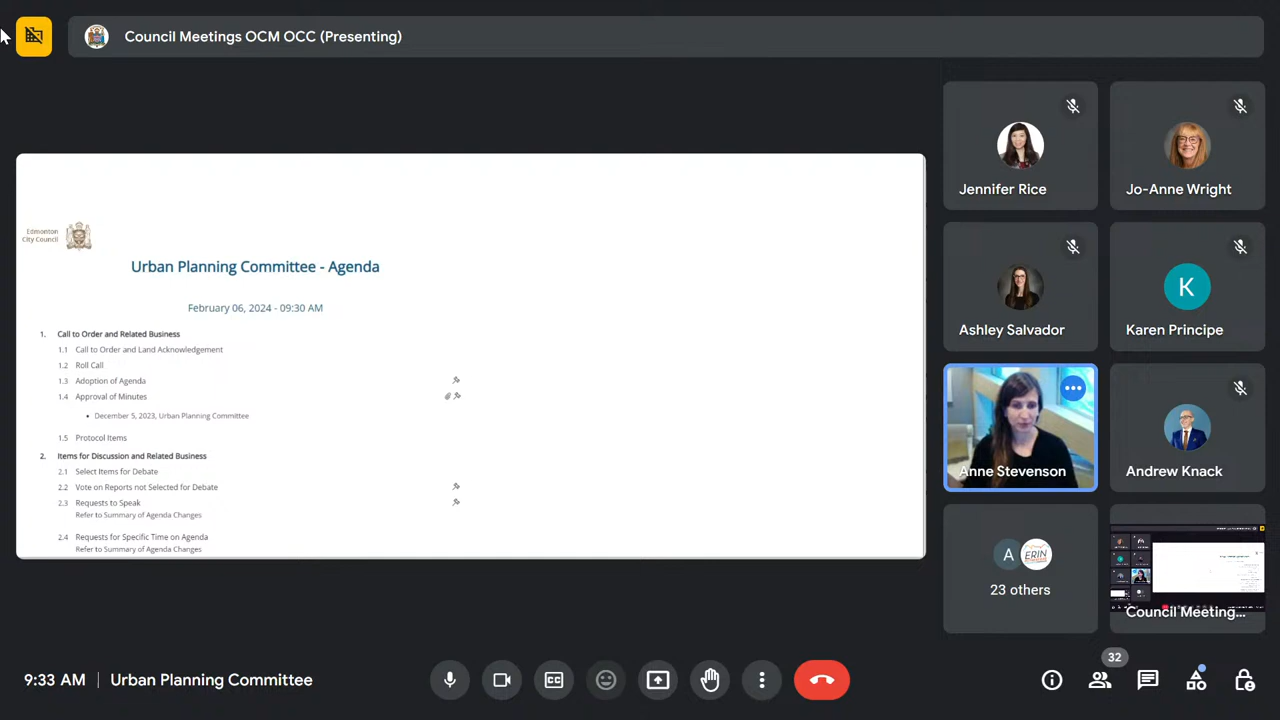 Council Meetings OCM OCC (Presenting)
Edmonton
City Council
Urban Planning Committee - Agenda
February 06, 2024 - 09:30 AM
1. Call to Order and Related Business
1.1 Call to Order and Land Acknowledgement
1.2 Roll Call
1.3 Adoption of Agenda
1.4 Approval of Minutes
• December 5, 2023, Urban Planning Committee
1.5 Protocol Items
2. Items for Discussion and Related Business
2.1 Select Items for Debate
2.2 Vote on Reports not Selected for Debate
2.3 Requests to Speak
Refer to Summary of Agenda Changes
2.4 Requests for Specific Time on Agenda
Refer to Summary of Agenda Changes
Jennifer Rice
Jo-Anne Wright
Ashley Salvador
K
Karen Principe
Anne Stevenson
Andrew Knack
A
ERIN
23 others
Council Meeting...
9:33 AM | Urban Planning Committee
CC
32